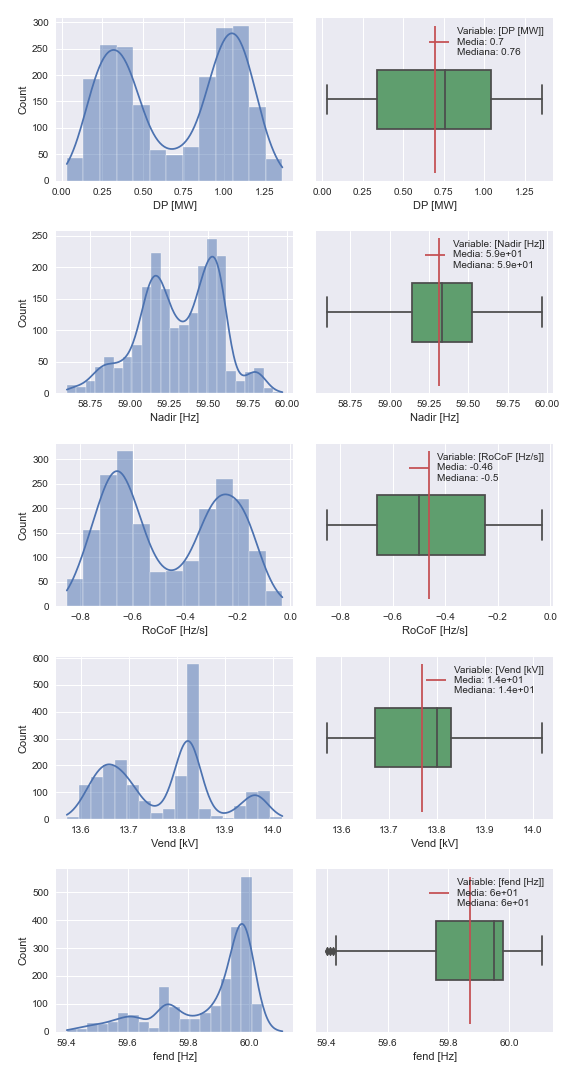 300
250
200
150
100
50
0
Count
0.00 0.25 0.50 0.75 1.00 1.25
DP [MW]
Variable: [DP [MW]]
Media: 0.7
Mediana: 0.76
0.00 0.25 0.50 0.75 1.00 1.25
DP [MW]
250
200
150
100
50
0
Count
58.75 59.00 59.25 59.50 59.75 60.00
Nadir [Hz]
Variable: [Nadir [Hz]]
Media: 5.9e+01
Mediana: 5.9e+01
58.75 59.00 59.25 59.50 59.75 60.00
Nadir [Hz]
300
250
200
150
100
50
0
Count
−0.8 −0.6 −0.4 −0.2 0.0
RoCoF [Hz/s]
Variable: [RoCoF [Hz/s]]
Media: -0.46
Mediana: -0.5
−0.8 −0.6 −0.4 −0.2 0.0
RoCoF [Hz/s]
600
500
400
300
200
100
0
Count
13.6 13.7 13.8 13.9 14.0
Vend [kV]
Variable: [Vend [kV]]
Media: 1.4e+01
Mediana: 1.4e+01
13.6 13.7 13.8 13.9 14.0
Vend [kV]
500
400
300
200
100
0
Count
59.4 59.6 59.8 60.0
fend [Hz]
Variable: [fend [Hz]]
Media: 6e+01
Mediana: 6e+01
59.4 59.6 59.8 60.0
fend [Hz]